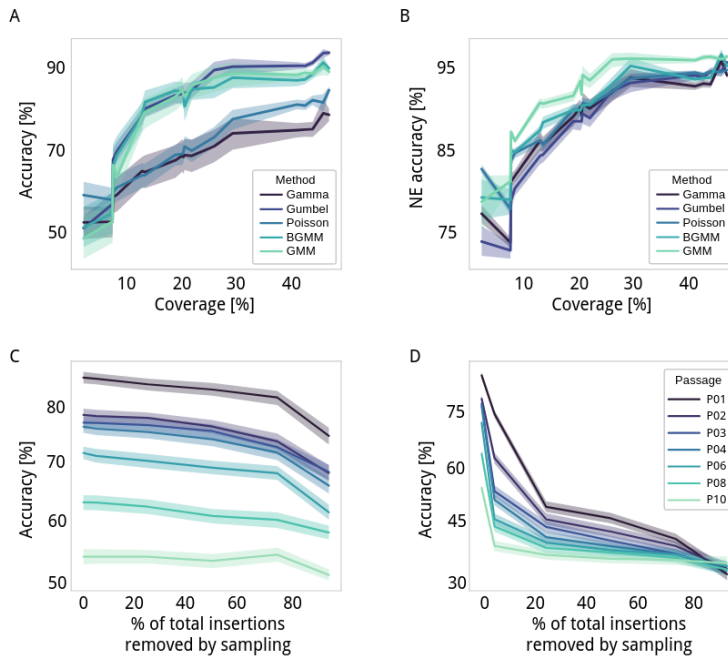 A
Accuracy [%]
90
70
50
10 20 30 40
Coverage [%]
Method
Gamma
Gumbel
Poisson
BGMM
GMM
B
NE accuracy [%]
95
85
75
10 20 30 40
Coverage [%]
Method
Gamma
Gumbel
Poisson
BGMM
GMM
C
Accuracy [%]
80
70
60
50
0 20 40 60 80
% of total insertions
removed by sampling
D
Accuracy [%]
75
60
45
30
0 20 40 60 80
% of total insertions
removed by sampling
Passage
P01
P02
P03
P04
P06
P08
P10